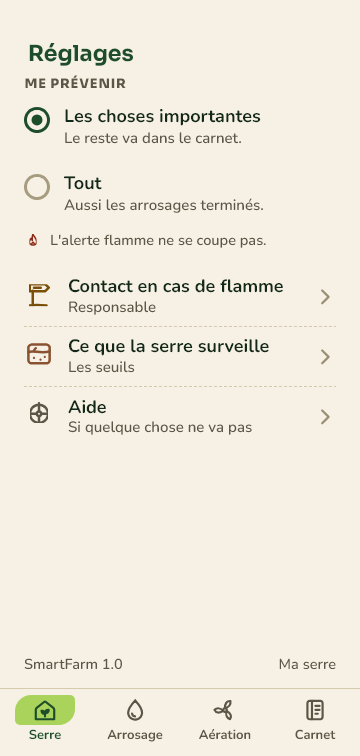 Réglages
ME PRÉVENIR
Les choses importantes
Le reste va dans le carnet.
Tout
Aussi les arrosages terminés.
L'alerte flamme ne se coupe pas.
Contact en cas de flamme
Responsable
Ce que la serre surveille
Les seuils
Aide
Si quelque chose ne va pas
SmartFarm 1.0 Ma serre
Serre Arrosage Aération Carnet